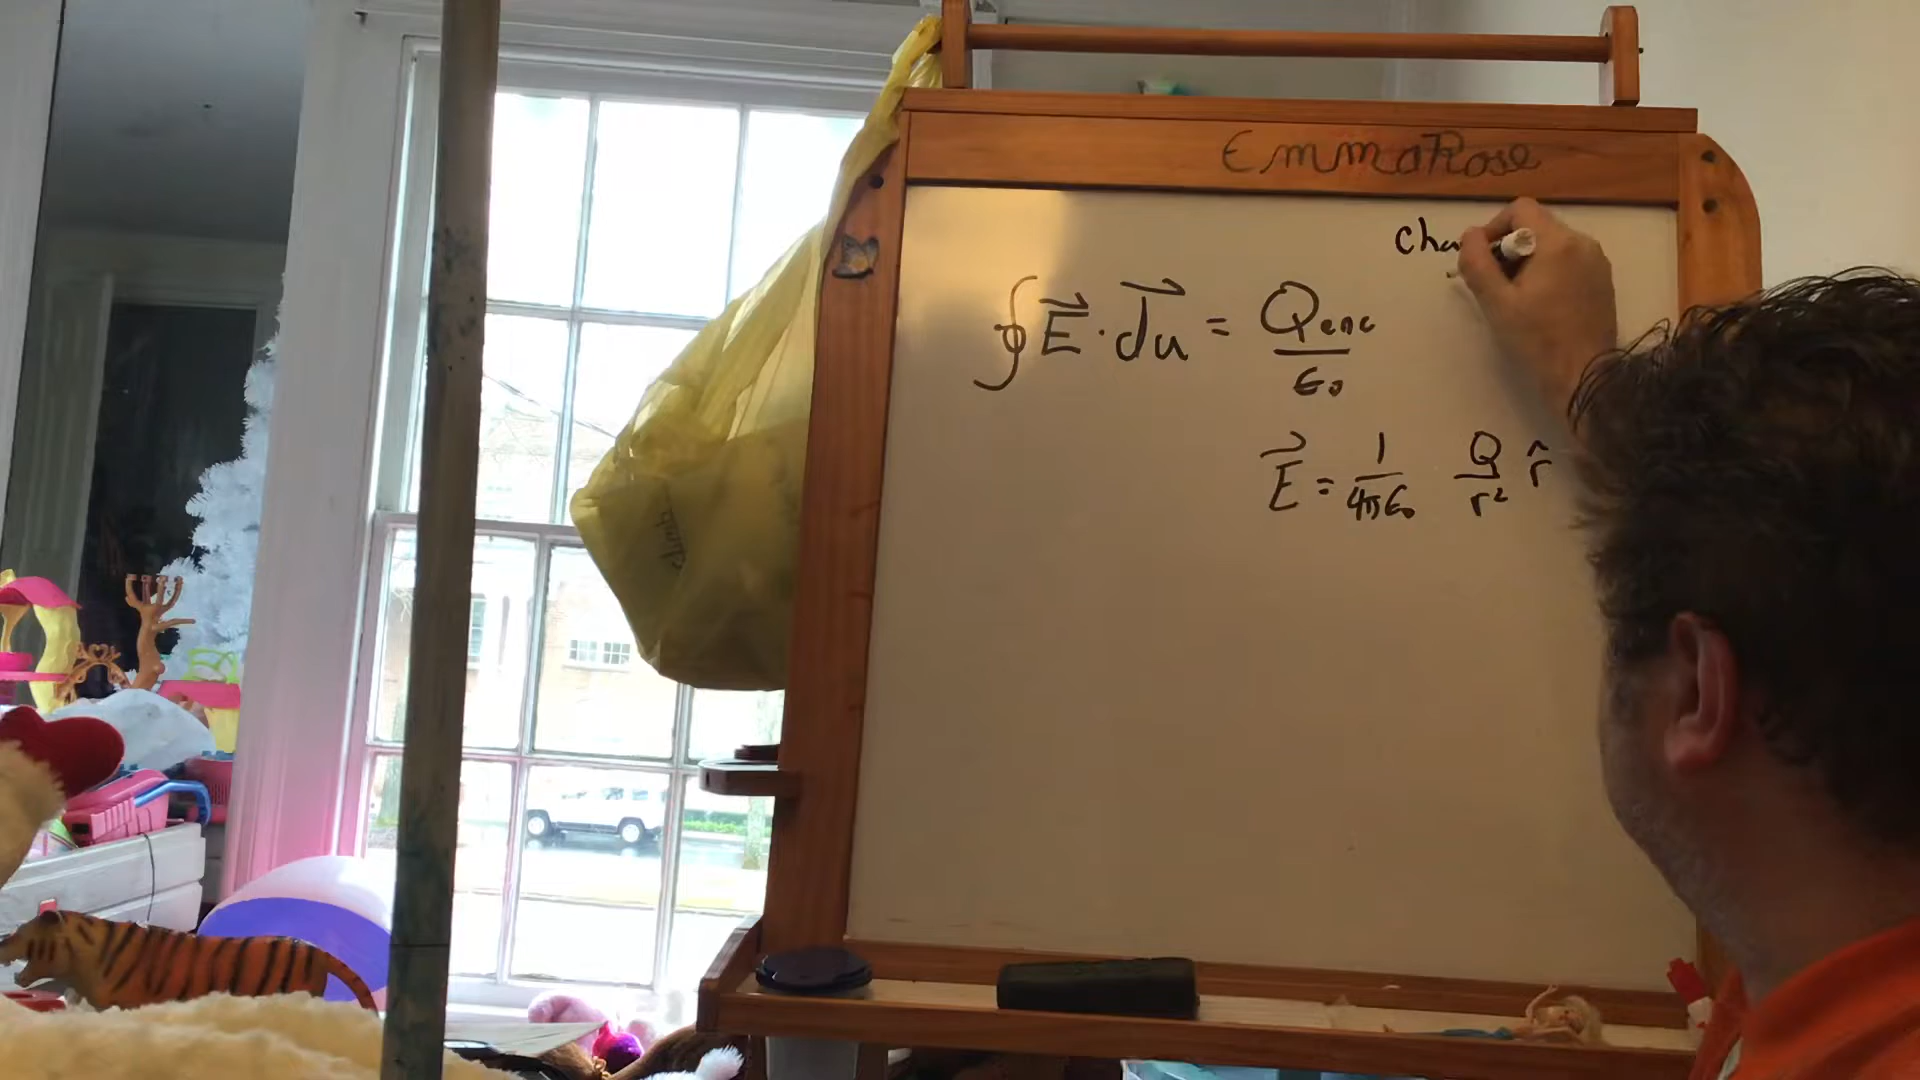 EmmaRose
cha
∮ E⃗ · du⃗ = Qenc / ϵ₀
E⃗ = 1 / 4πϵ₀ Q / r² r̂